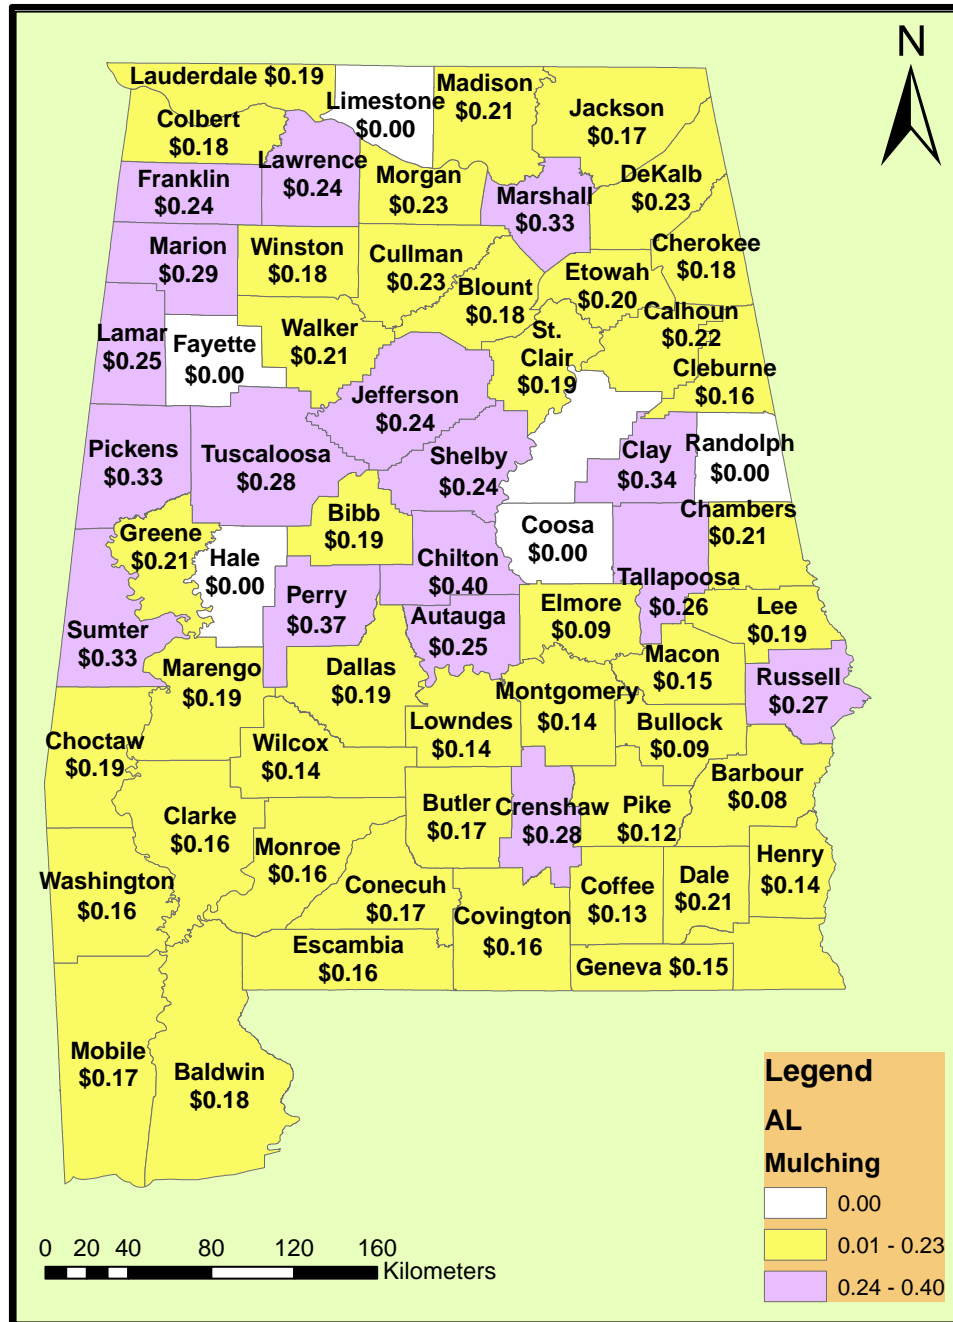 N
Lauderdale $0.19
Limestone
$0.00
Madison
$0.21
Jackson
$0.17
Colbert
$0.18
Lawrence
$0.24
Franklin
$0.24
Morgan
$0.23
Marshall
$0.33
DeKalb
$0.23
Marion
$0.29
Winston
$0.18
Cullman
$0.23
Cherokee
$0.18
Blount
$0.18
Etowah
$0.20
Lamar
$0.25
Fayette
$0.00
Walker
$0.21
St.
Clair
$0.19
Calhoun
$0.22
Cleburne
$0.16
Jefferson
$0.24
Pickens
$0.33
Tuscaloosa
$0.28
Shelby
$0.24
Clay
$0.34
Randolph
$0.00
Greene
$0.21
Hale
$0.00
Bibb
$0.19
Chilton
$0.40
Coosa
$0.00
Chambers
$0.21
Tallapoosa
$0.26
Sumter
$0.33
Perry
$0.37
Autauga
$0.25
Elmore
$0.09
Lee
$0.19
Marengo
$0.19
Dallas
$0.19
Macon
$0.15
Russell
$0.27
Choctaw
$0.19
Wilcox
$0.14
Lowndes
$0.14
Montgomery
$0.14
Bullock
$0.09
Barbour
$0.08
Clarke
$0.16
Monroe
$0.16
Butler
$0.17
Crenshaw
$0.28
Pike
$0.12
Henry
$0.14
Washington
$0.16
Conecuh
$0.17
Covington
$0.16
Coffee
$0.13
Dale
$0.21
Escambia
$0.16
Geneva $0.15
Mobile
$0.17
Baldwin
$0.18
Legend
AL
Mulching
0.00
0.01 - 0.23
0.24 - 0.40
0 20 40 80 120 160
Kilometers